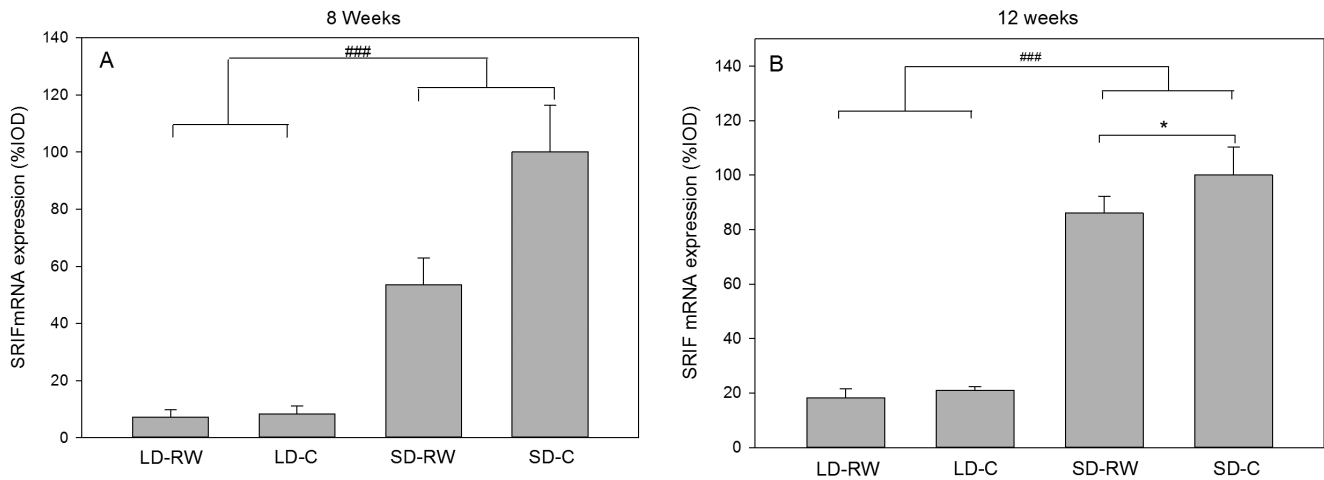 8 Weeks
A
###
SRIFmRNA expression (%IOD)
140
120
100
80
60
40
20
0
LD-RW LD-C SD-RW SD-C
12 weeks
B
###
*
SRIF mRNA expression (%IOD)
140
120
100
80
60
40
20
0
LD-RW LD-C SD-RW SD-C